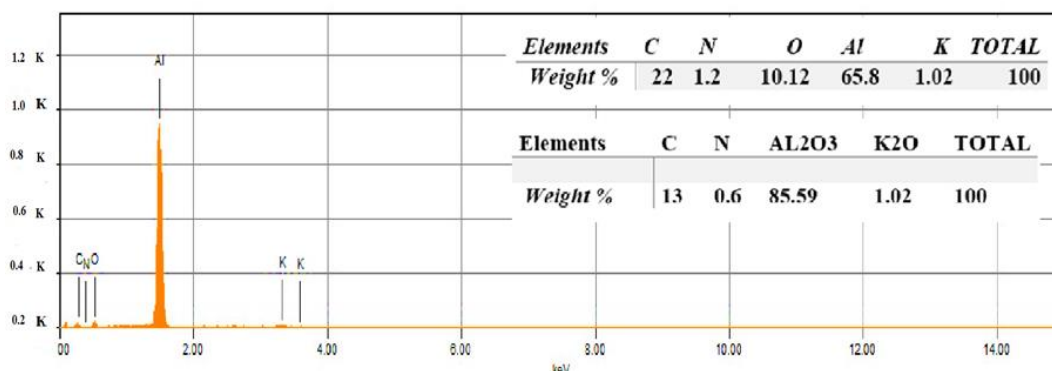 1.2 K
1.0 K
0.8 K
0.6 K
0.4 K
0.2 K
Al
C N O
K K
00 2.00 4.00 6.00 8.00 10.00 12.00 14.00
keV
Elements C N O Al K TOTAL
Weight % 22 1.2 10.12 65.8 1.02 100
Elements C N AL2O3 K2O TOTAL
Weight % 13 0.6 85.59 1.02 100